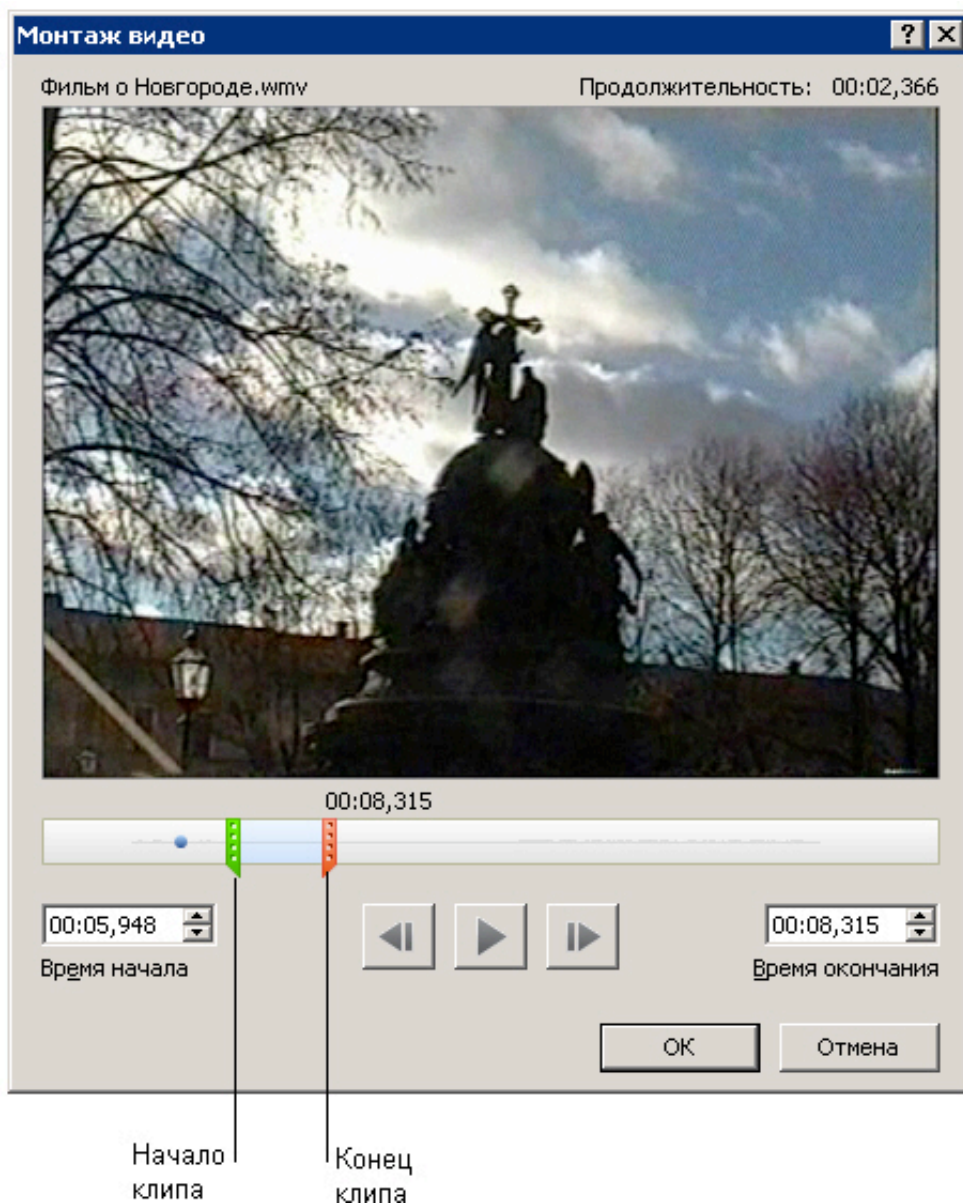 Монтаж видео
Фильм о Новгороде.wmv Продолжительность: 00:02,366
00:08,315
00:05,948 00:08,315
Время начала Время окончания
ОК Отмена
Начало клипа
Конец клипа